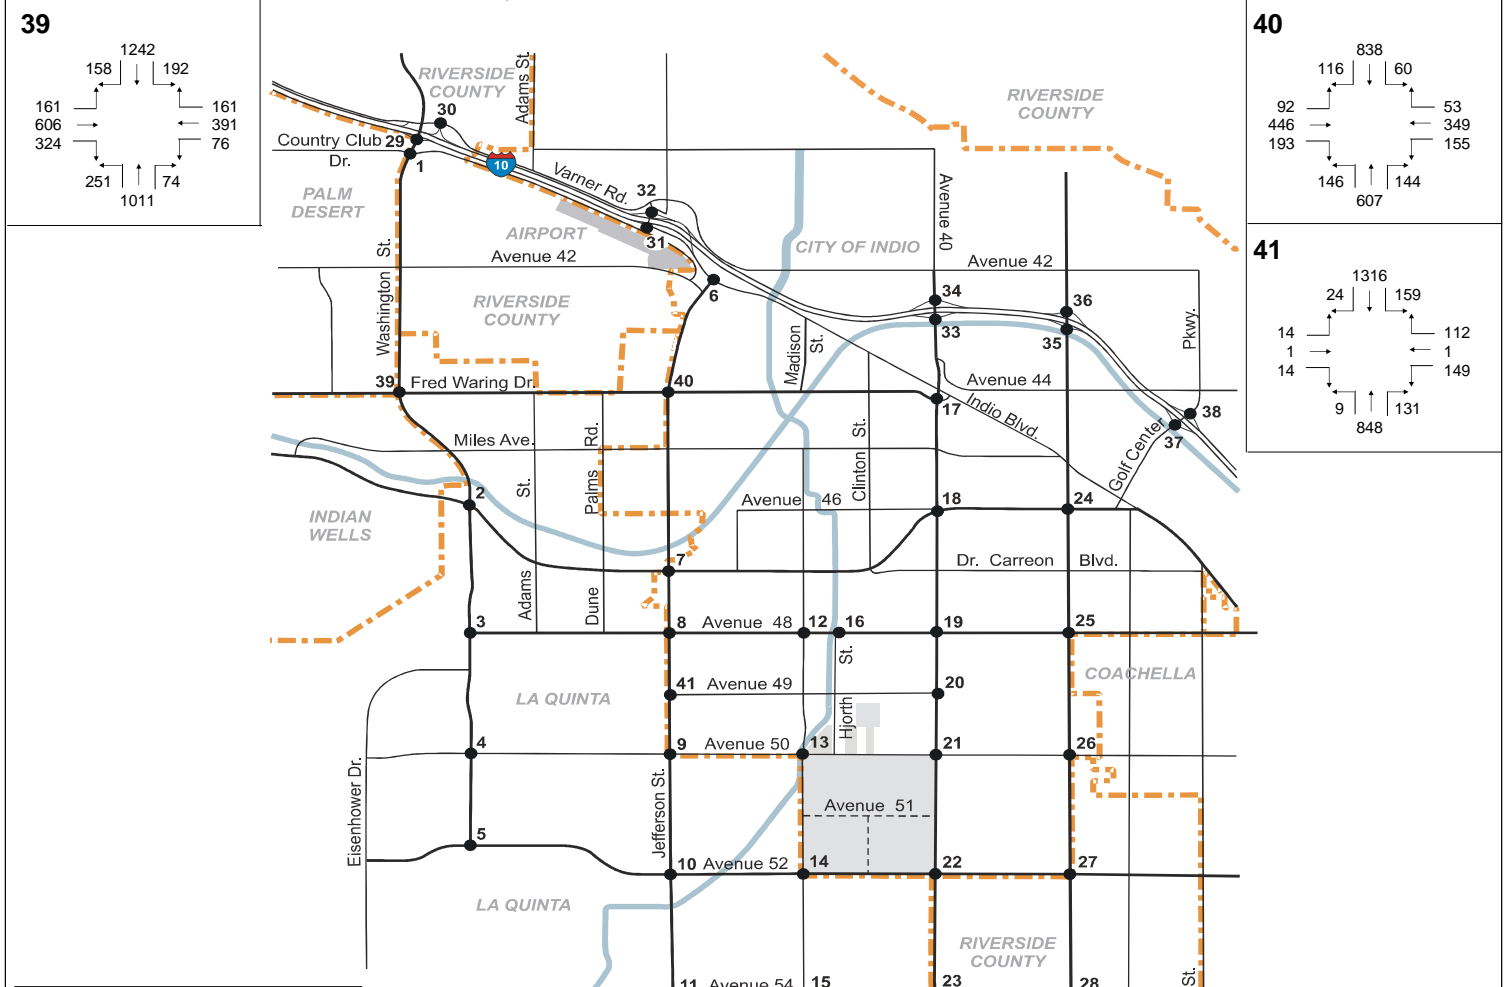 39
1242
158
192
161
606
324
161
391
76
251
74
1011
40
838
116
60
92
446
193
53
349
155
146
144
607
41
1316
24
159
14
1
14
112
1
149
9
131
848
RIVERSIDE
COUNTY
Adams St.
RIVERSIDE
COUNTY
30
Country Club
Dr.
29
1
10
Varner Rd.
32
31
PALM
DESERT
AIRPORT
CITY OF INDIO
Avenue 40
Avenue 42
Avenue 42
6
RIVERSIDE
COUNTY
Washington St.
Madison St.
34
33
36
35
Pkwy.
39
Fred Waring Dr.
40
Avenue 44
17
Indio Blvd.
38
37
Golf Center
Miles Ave.
Clinton St.
2
Adams St.
Dune Palms Rd.
Avenue 46
18
24
INDIAN
WELLS
7
Dr. Carreon Blvd.
3
8
Avenue 48
12
16
19
25
COACHELLA
LA QUINTA
41
Avenue 49
20
Hjorth St.
4
9
Avenue 50
13
21
26
Eisenhower Dr.
Jefferson St.
Avenue 51
5
10
Avenue 52
14
22
27
LA QUINTA
RIVERSIDE
COUNTY
11
Avenue 54
15
23
28
St.